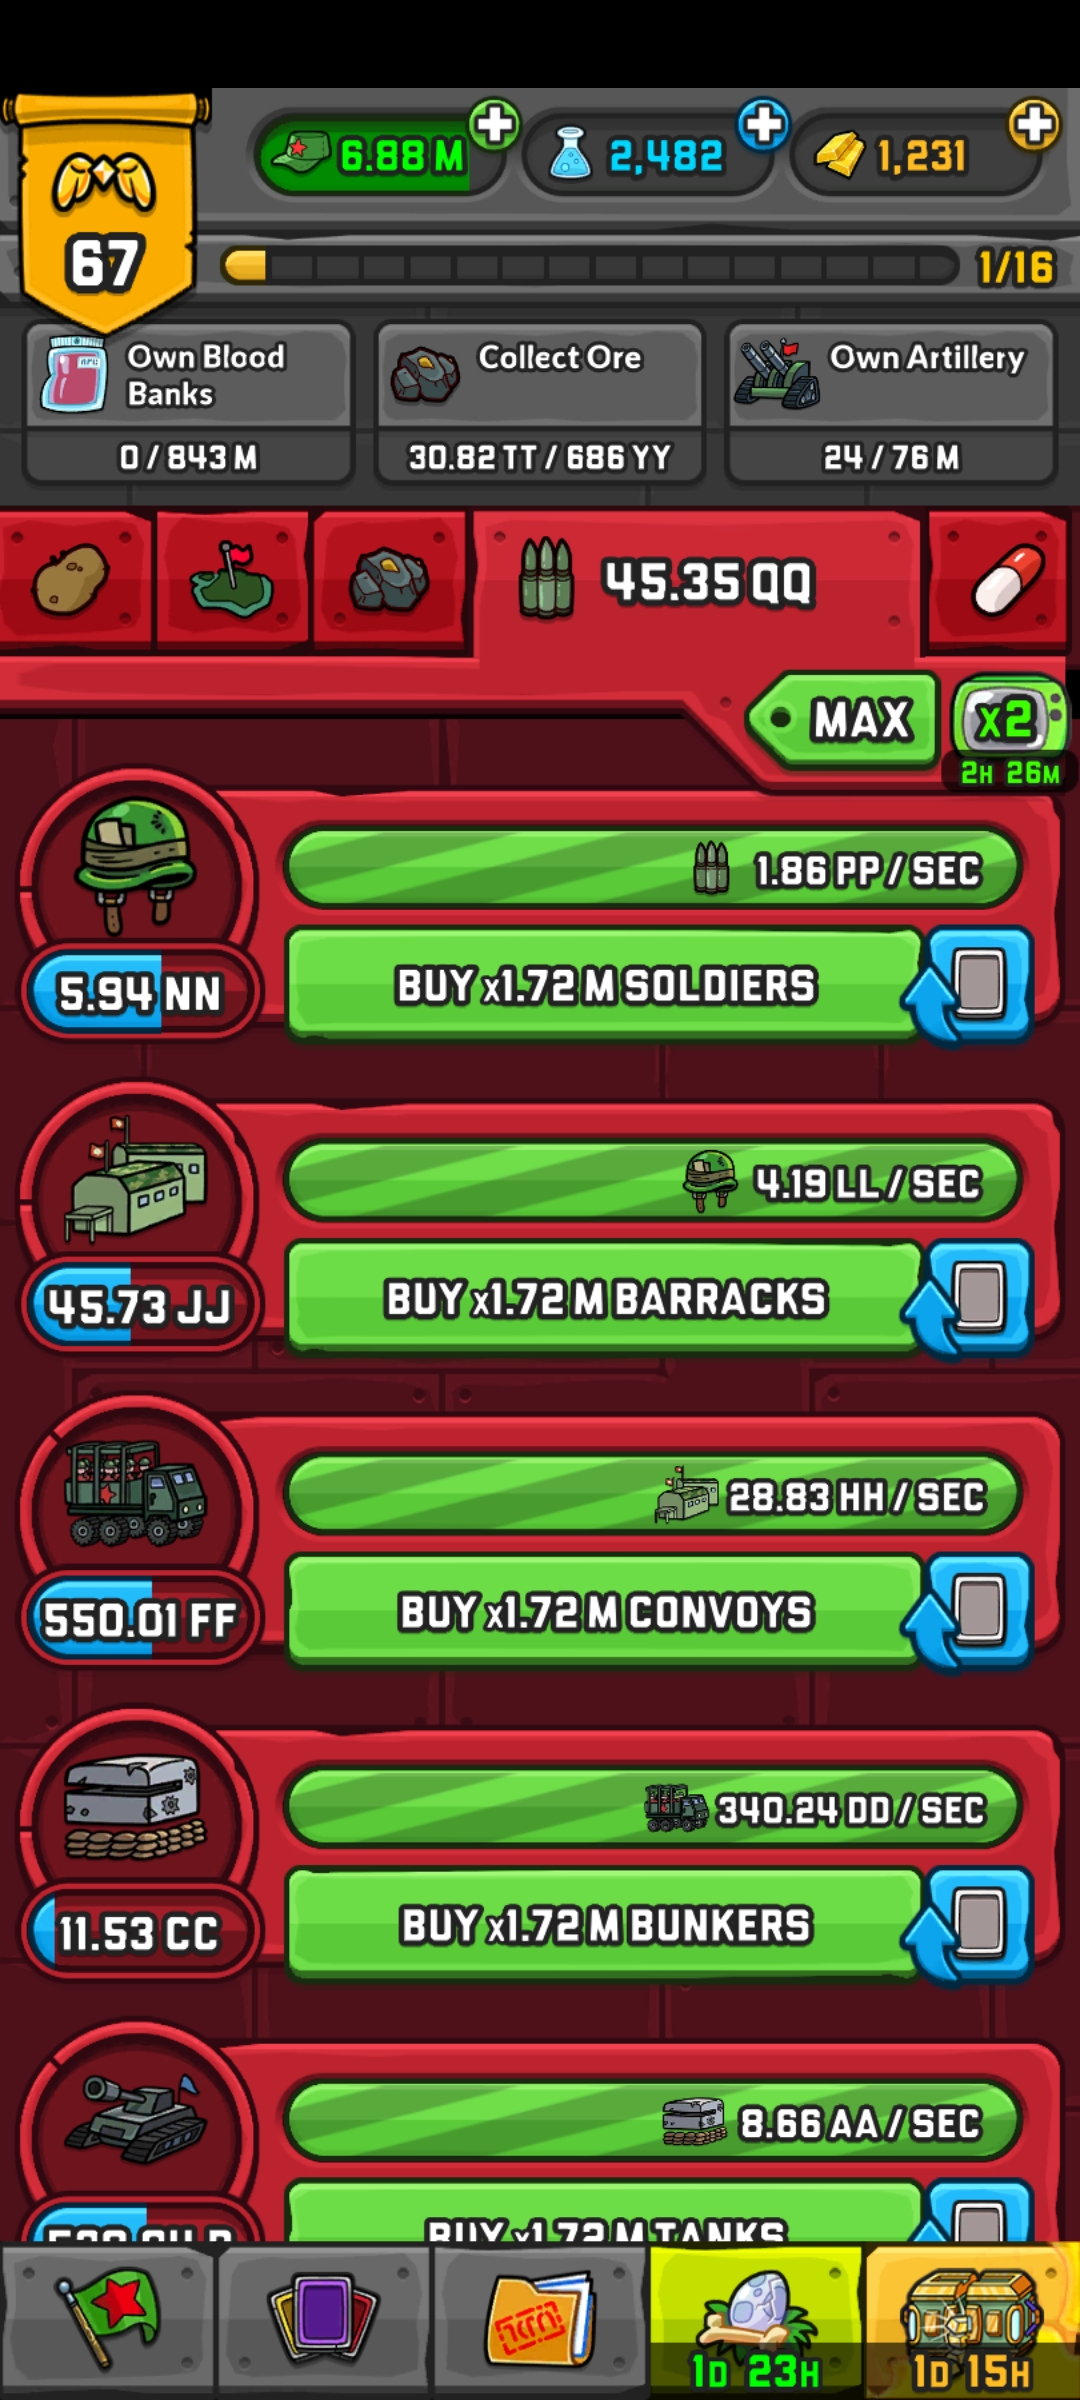 6.88 M
2,482
1,231
67
1/16
Own Blood
Banks
Collect Ore
Own Artillery
0 / 843 M
30.82 TT / 686 YY
24 / 76 M
45.35 QQ
MAX
x2
2H 26M
1.86 PP / SEC
5.94 NN
BUY x1.72 M SOLDIERS
4.19 LL / SEC
45.73 JJ
BUY x1.72 M BARRACKS
28.83 HH / SEC
550.01 FF
BUY x1.72 M CONVOYS
340.24 DD / SEC
11.53 CC
BUY x1.72 M BUNKERS
8.66 AA / SEC
BUY x1.72 M TANKS
1D 23H
1D 15H